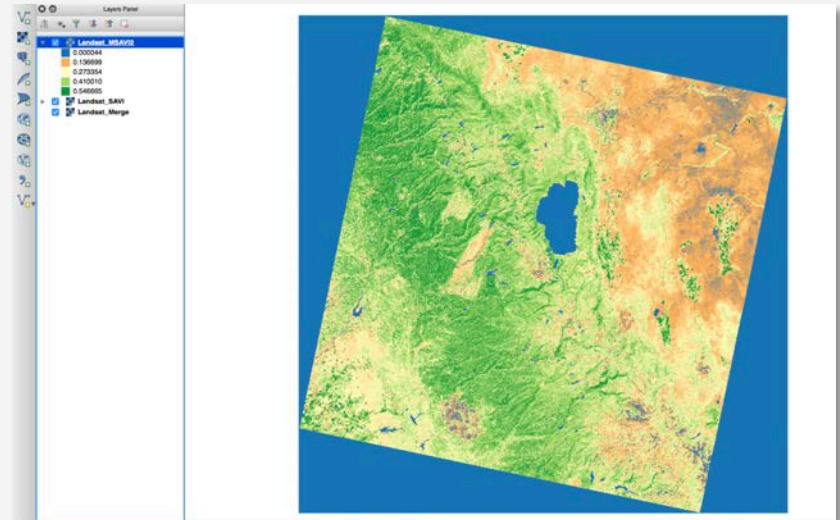 Layers Panel
Landsat_MSAVI2
0.000044
0.136699
0.273354
0.410010
0.546665
Landsat_SAVI
Landsat_Merge